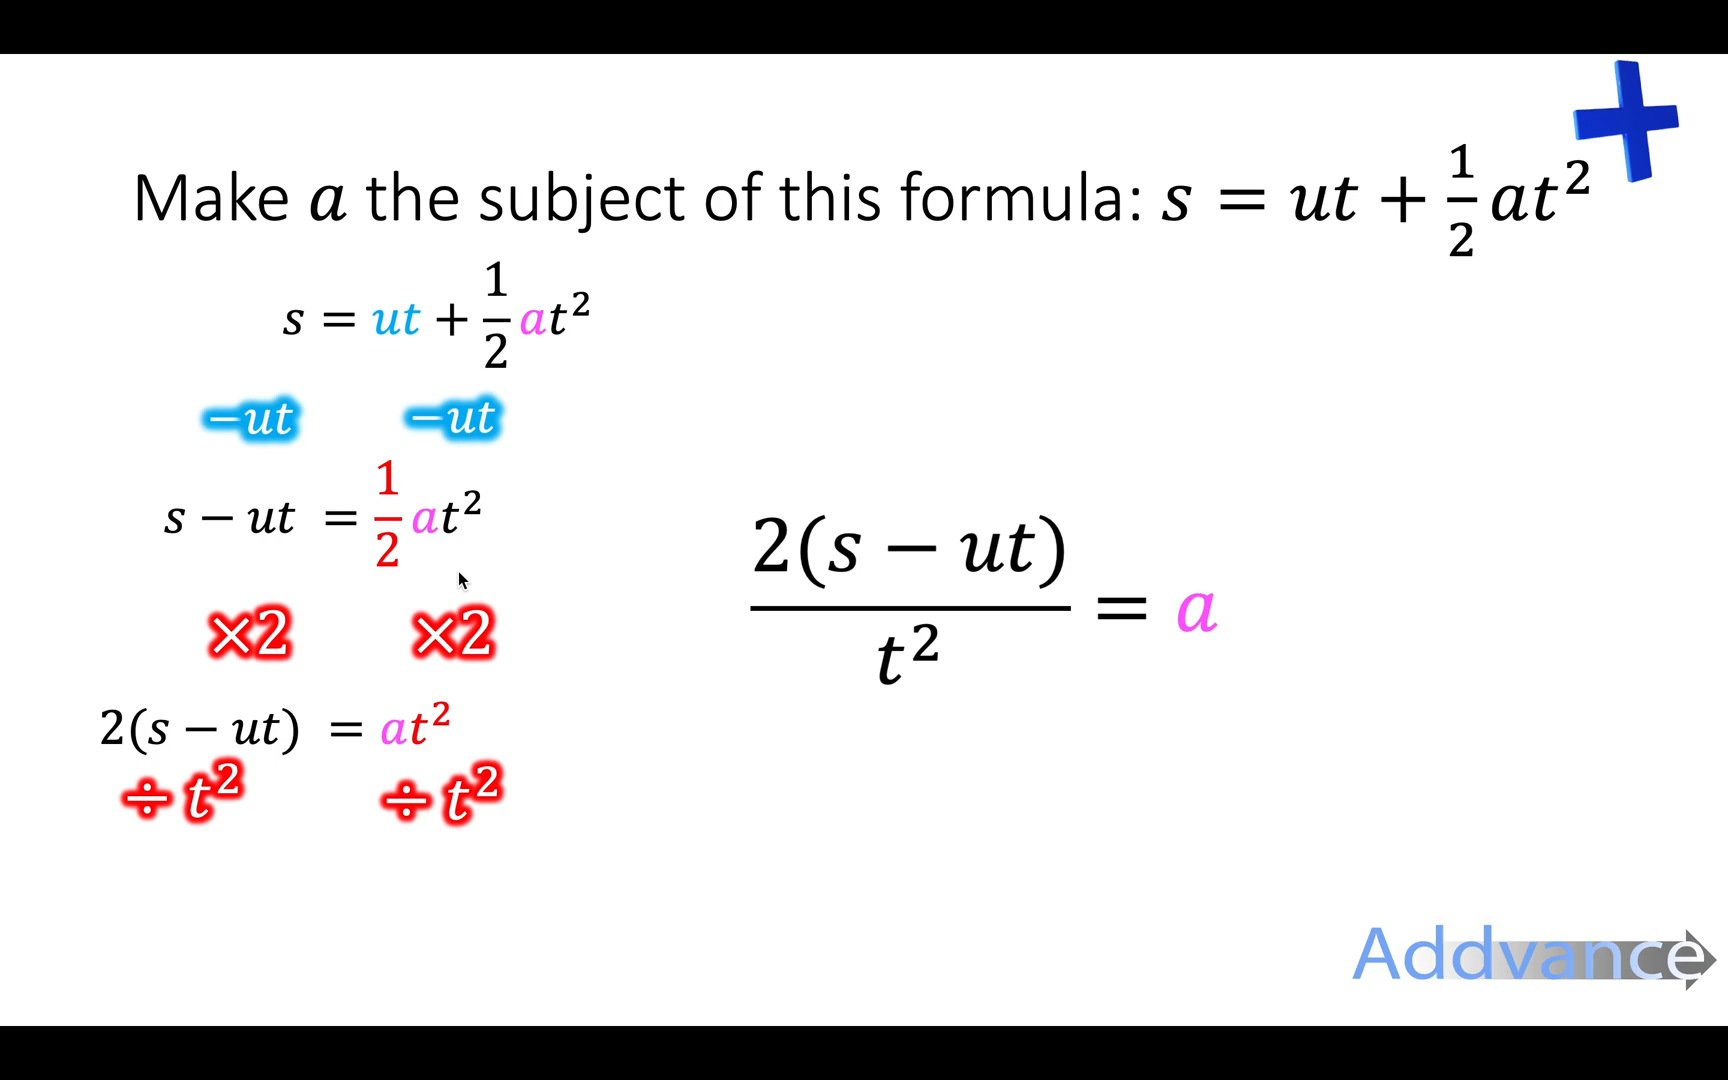 Make a the subject of this formula: s = ut + 1/2 at²
s = ut + 1/2 at²
−ut −ut
s − ut = 1/2 at²
×2 ×2
2(s − ut) = at²
÷ t² ÷ t²
2(s − ut)/t² = a
Addvance